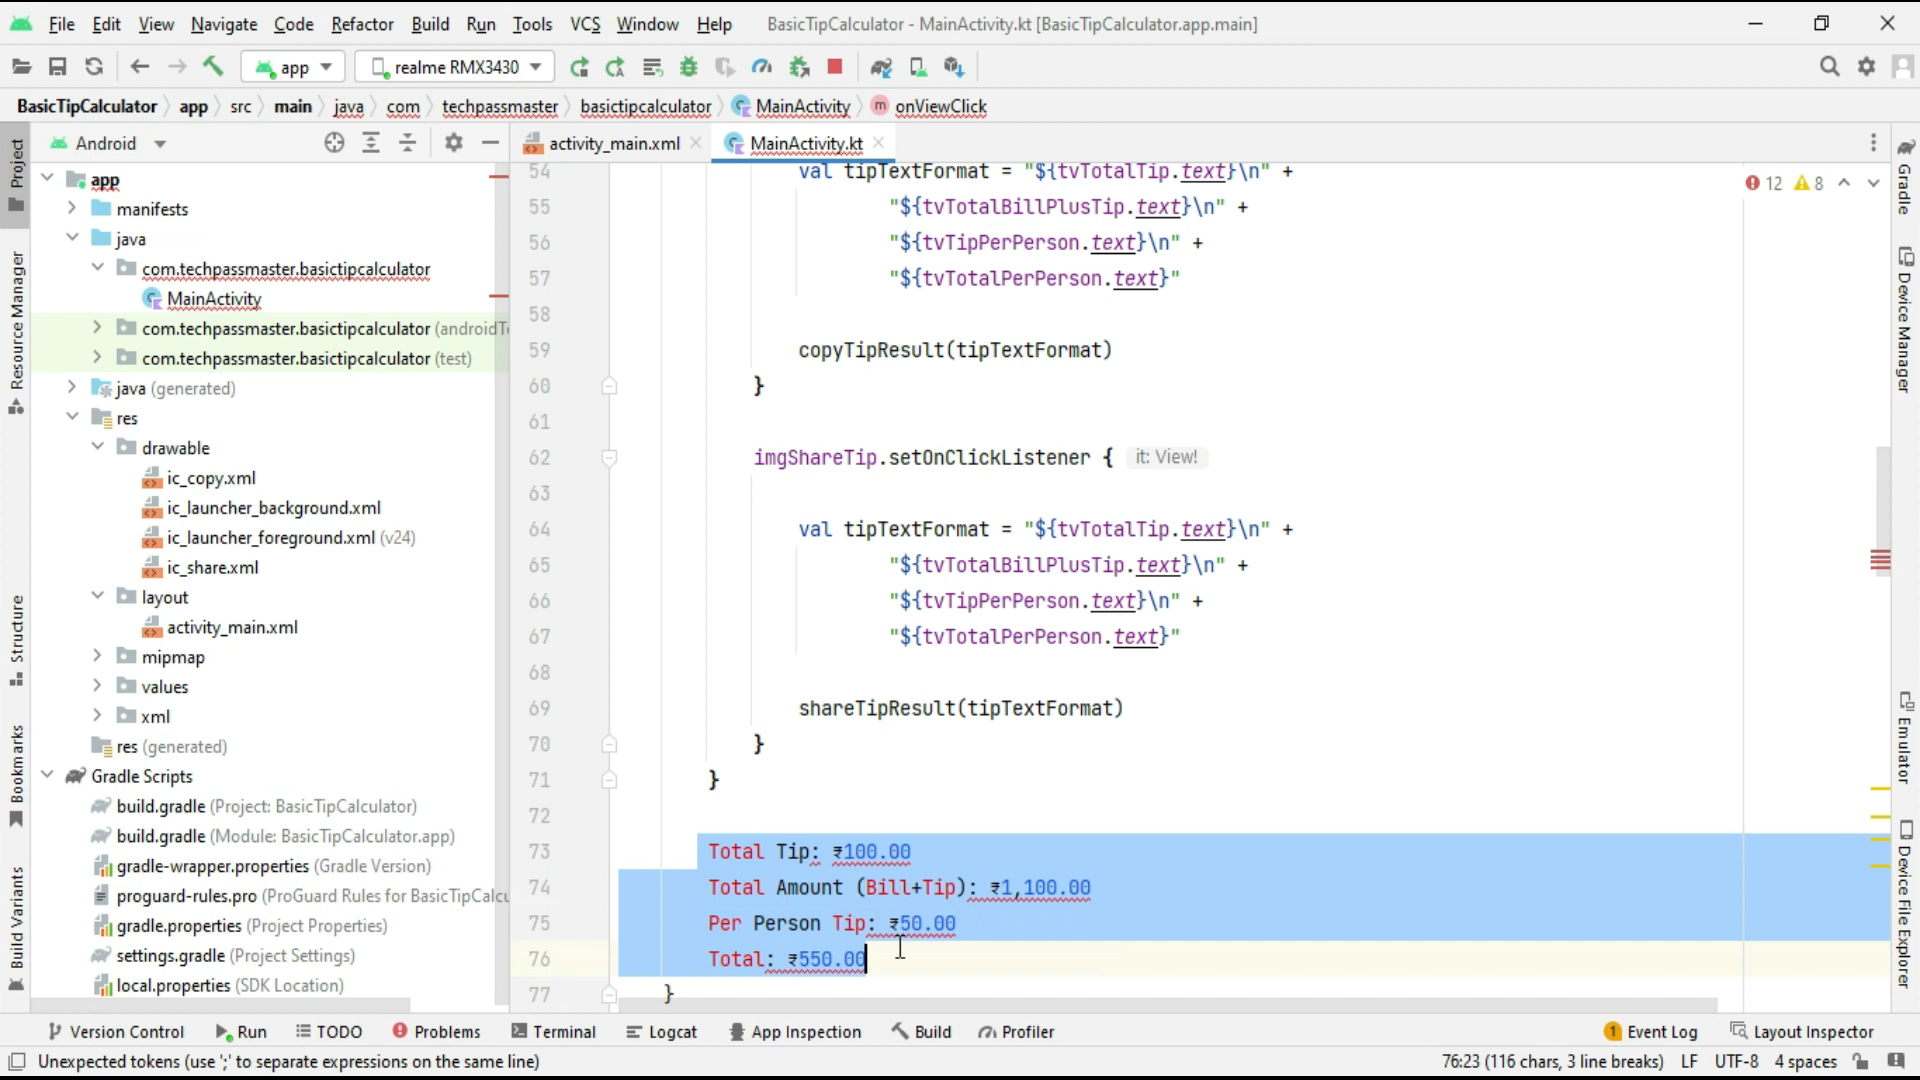 File Edit View Navigate Code Refactor Build Run Tools VCS Window Help BasicTipCalculator - MainActivity.kt [BasicTipCalculator.app.main]
app realme RMX3430
BasicTipCalculator app src main java com techpassmaster basictipcalculator MainActivity onViewClick
Android
activity_main.xml MainActivity.kt
Project
Resource Manager
Structure
Bookmarks
Build Variants
app
manifests
java
com.techpassmaster.basictipcalculator
MainActivity
com.techpassmaster.basictipcalculator (androidT
com.techpassmaster.basictipcalculator (test)
java (generated)
res
drawable
ic_copy.xml
ic_launcher_background.xml
ic_launcher_foreground.xml (v24)
ic_share.xml
layout
activity_main.xml
mipmap
values
xml
res (generated)
Gradle Scripts
build.gradle (Project: BasicTipCalculator)
build.gradle (Module: BasicTipCalculator.app)
gradle-wrapper.properties (Gradle Version)
proguard-rules.pro (ProGuard Rules for BasicTipCalcu
gradle.properties (Project Properties)
settings.gradle (Project Settings)
local.properties (SDK Location)
12 8
54 val tipTextFormat = "${tvTotalTip.text}\n" +
55 "${tvTotalBillPlusTip.text}\n" +
56 "${tvTipPerPerson.text}\n" +
57 "${tvTotalPerPerson.text}"
58
59 copyTipResult(tipTextFormat)
60 }
61
62 imgShareTip.setOnClickListener { it: View!
63
64 val tipTextFormat = "${tvTotalTip.text}\n" +
65 "${tvTotalBillPlusTip.text}\n" +
66 "${tvTipPerPerson.text}\n" +
67 "${tvTotalPerPerson.text}"
68
69 shareTipResult(tipTextFormat)
70 }
71 }
72
73 Total Tip: ₹100.00
74 Total Amount (Bill+Tip): ₹1,100.00
75 Per Person Tip: ₹50.00
76 Total: ₹550.00
77 }
Gradle
Device Manager
Emulator
Device File Explorer
Version Control Run TODO Problems Terminal Logcat App Inspection Build Profiler 1 Event Log Layout Inspector
Unexpected tokens (use ';' to separate expressions on the same line) 76:23 (116 chars, 3 line breaks) LF UTF-8 4 spaces